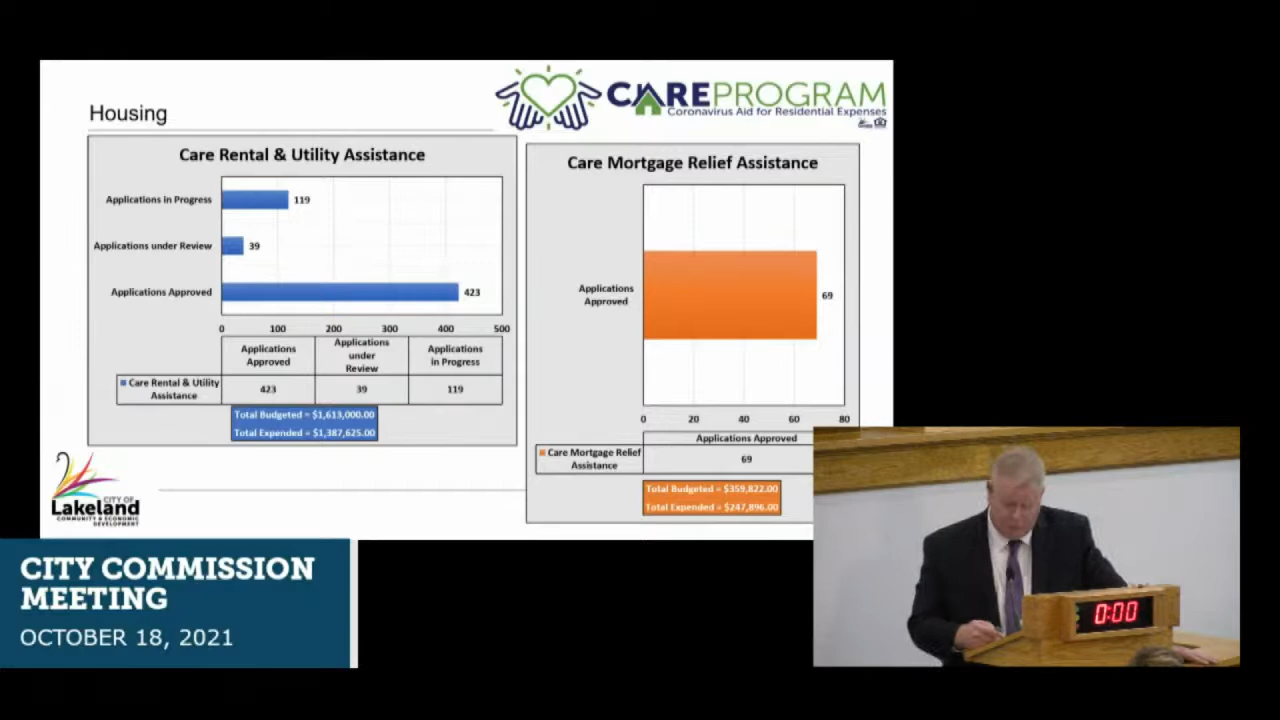 Housing
CAREPROGRAM
Coronavirus Aid for Residential Expenses
Care Rental & Utility Assistance
Applications in Progress
119
Applications under Review
39
Applications Approved
423
0 100 200 300 400 500
Applications
Approved
Applications
under
Review
Applications
in Progress
Care Rental & Utility
Assistance
423 39 119
Total Budgeted = $1,613,000.00
Total Expended = $1,387,625.00
Care Mortgage Relief Assistance
Applications
Approved
69
0 20 40 60 80
Applications Approved
Care Mortgage Relief
Assistance
69
Total Budgeted = $359,822.00
Total Expended = $247,896.00
CITY OF
Lakeland
COMMUNITY & ECONOMIC
DEVELOPMENT
CITY COMMISSION
MEETING
OCTOBER 18, 2021
0:00